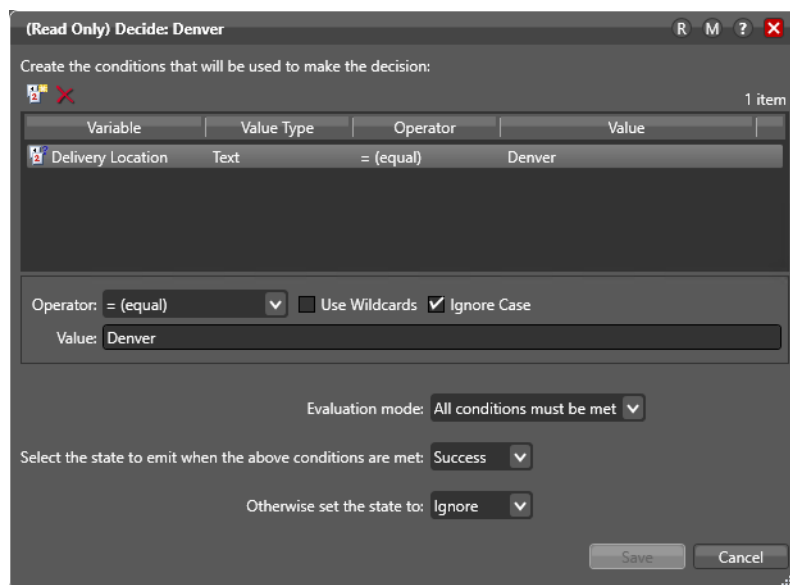 (Read Only) Decide: Denver R M ?
Create the conditions that will be used to make the decision:
1 item
Variable Value Type Operator Value
Delivery Location Text = (equal) Denver
Operator: = (equal) Use Wildcards Ignore Case
Value: Denver
Evaluation mode: All conditions must be met
Select the state to emit when the above conditions are met: Success
Otherwise set the state to: Ignore
Save Cancel